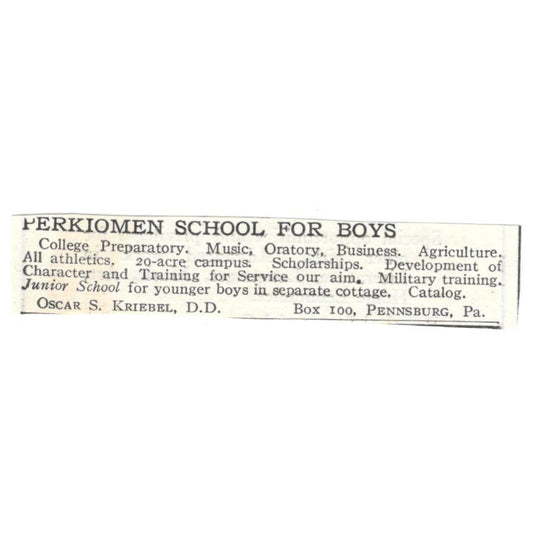 PERKIOMEN SCHOOL FOR BOYS
College Preparatory. Music, Oratory, Business. Agriculture.
All athletics. 20-acre campus. Scholarships. Development of
Character and Training for Service our aim. Military training.
Junior School for younger boys in separate cottage. Catalog.
OSCAR S. KRIEBEL, D.D. Box 100, PENNSBURG, Pa.